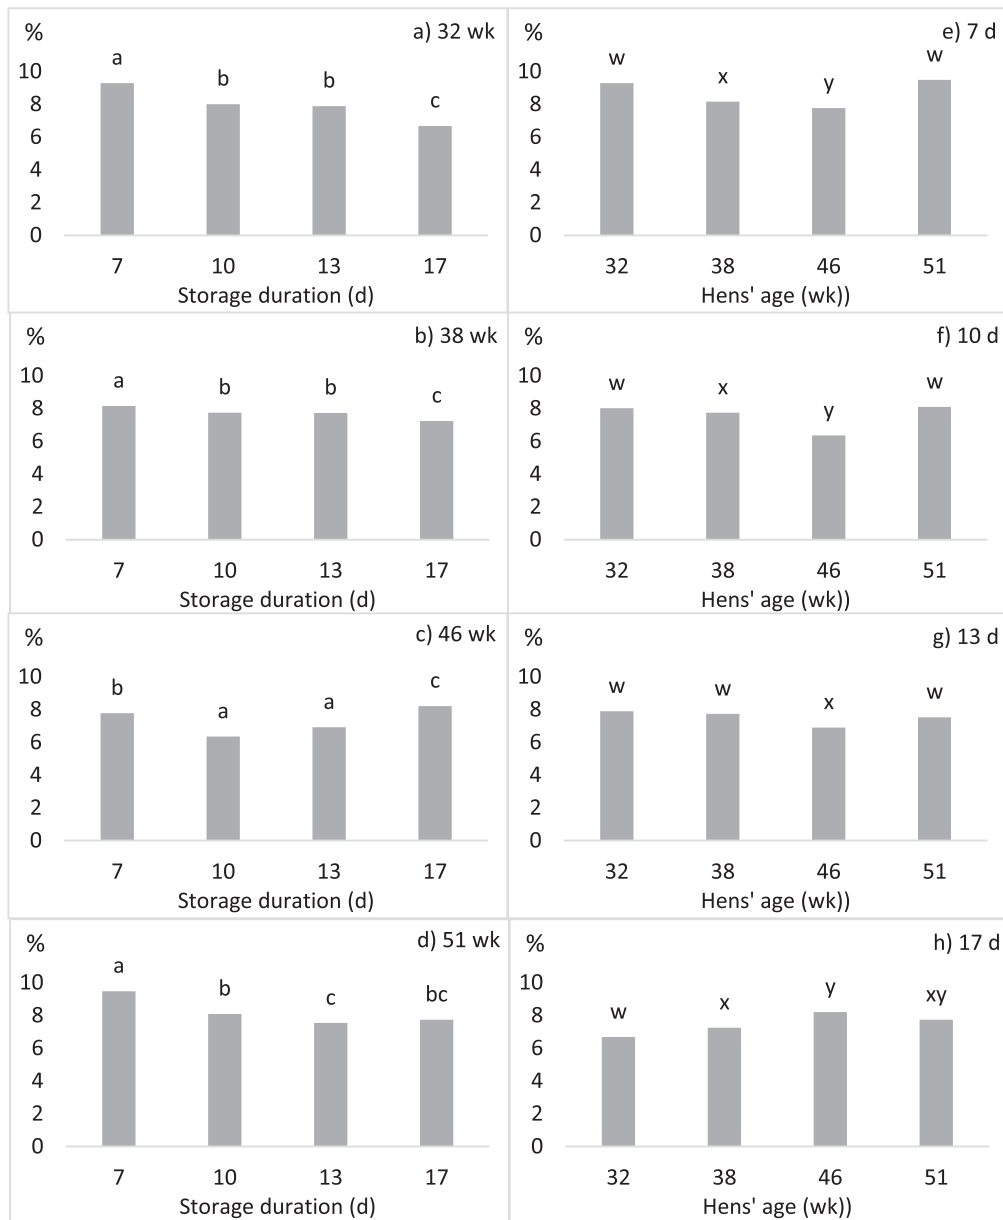 % a) 32 wk
a
10 b b
8 c
6
4
2
0
7 10 13 17
Storage duration (d)
% e) 7 d
w w
10 x y
8
6
4
2
0
32 38 46 51
Hens' age (wk))
% b) 38 wk
10 a b b
8 c
6
4
2
0
7 10 13 17
Storage duration (d)
% f) 10 d
10 w x w
8 y
6
4
2
0
32 38 46 51
Hens' age (wk))
% c) 46 wk
10 b c
8 a a
6
4
2
0
7 10 13 17
Storage duration (d)
% g) 13 d
10 w w w
8 x
6
4
2
0
32 38 46 51
Hens' age (wk))
% d) 51 wk
a
10 b c bc
8
6
4
2
0
7 10 13 17
Storage duration (d)
% h) 17 d
10 y xy
8 w x
6
4
2
0
32 38 46 51
Hens' age (wk))